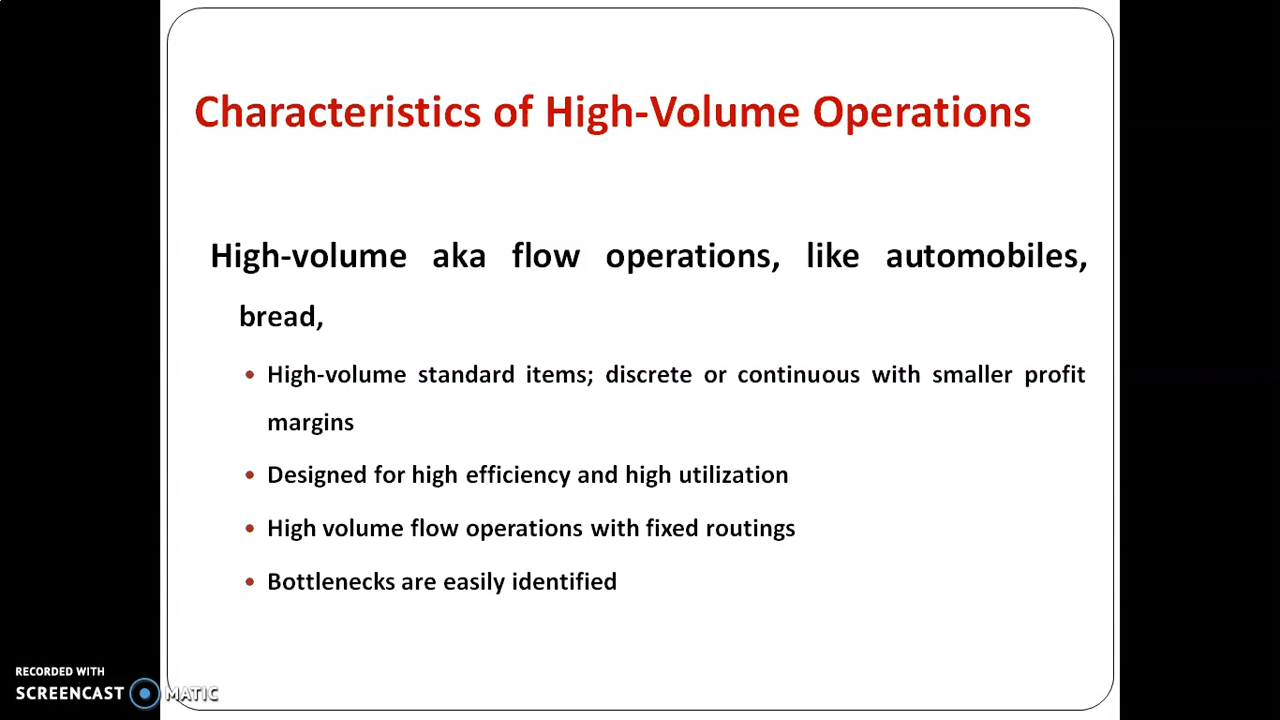 Characteristics of High-Volume Operations
High-volume aka flow operations, like automobiles,
bread,
• High-volume standard items; discrete or continuous with smaller profit
margins
• Designed for high efficiency and high utilization
• High volume flow operations with fixed routings
• Bottlenecks are easily identified
RECORDED WITH
SCREENCAST MATIC